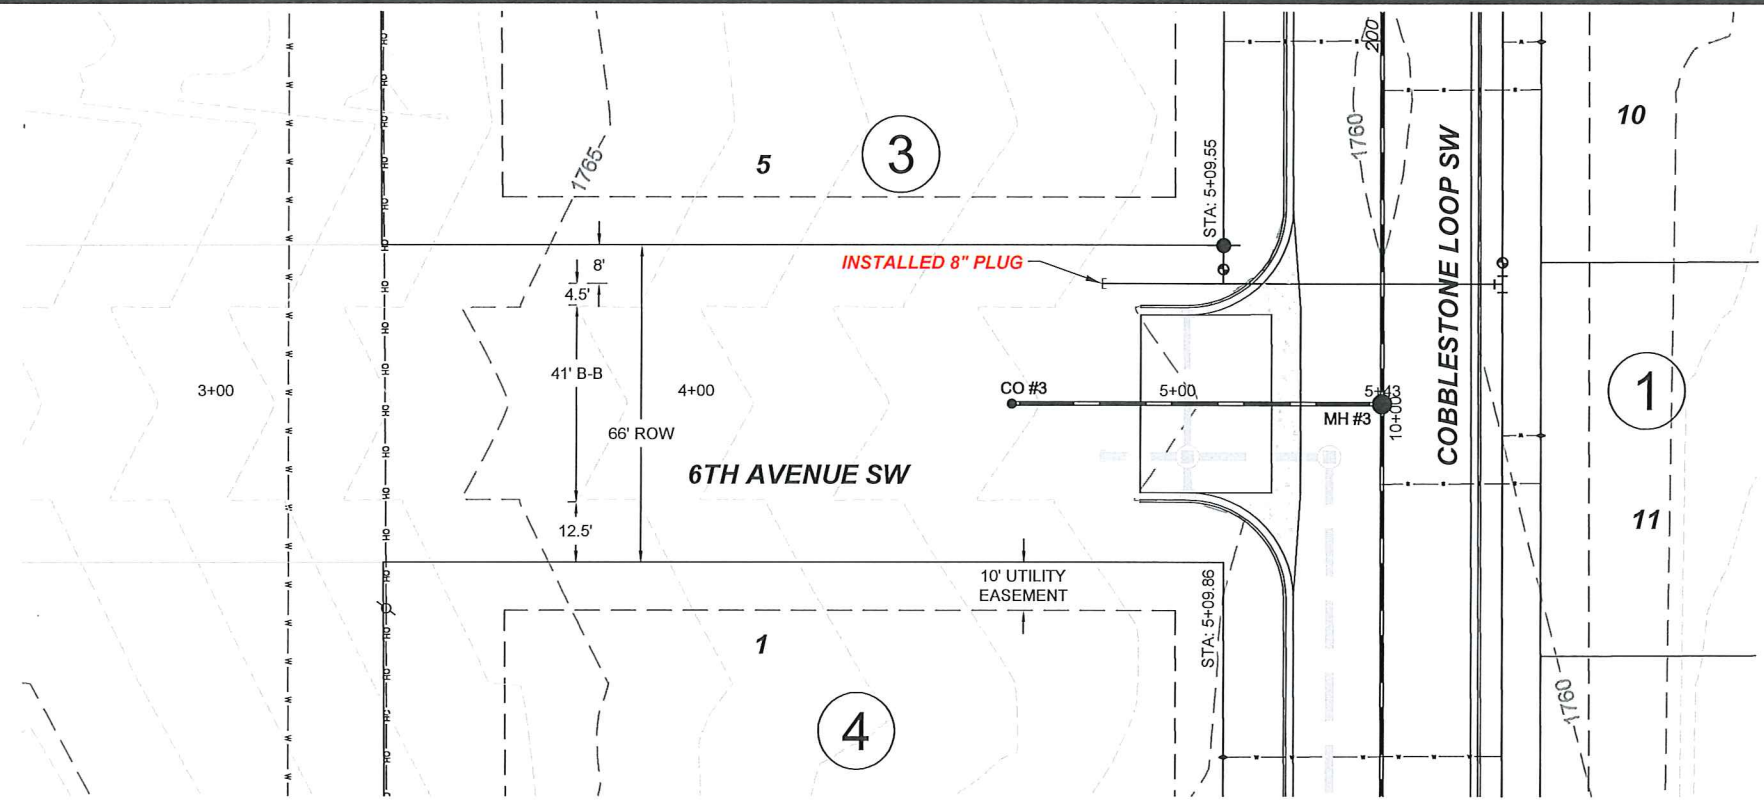 200
10
3
5
1765
STA: 5+09.55
1760
COBBLESTONE LOOP SW
INSTALLED 8" PLUG
8'
4.5'
41' B-B
3+00
4+00
CO #3
5+00
5+43
MH #3
10+00
1
66' ROW
6TH AVENUE SW
12.5'
11
10' UTILITY
EASEMENT
STA: 5+09.86
1
4
1760